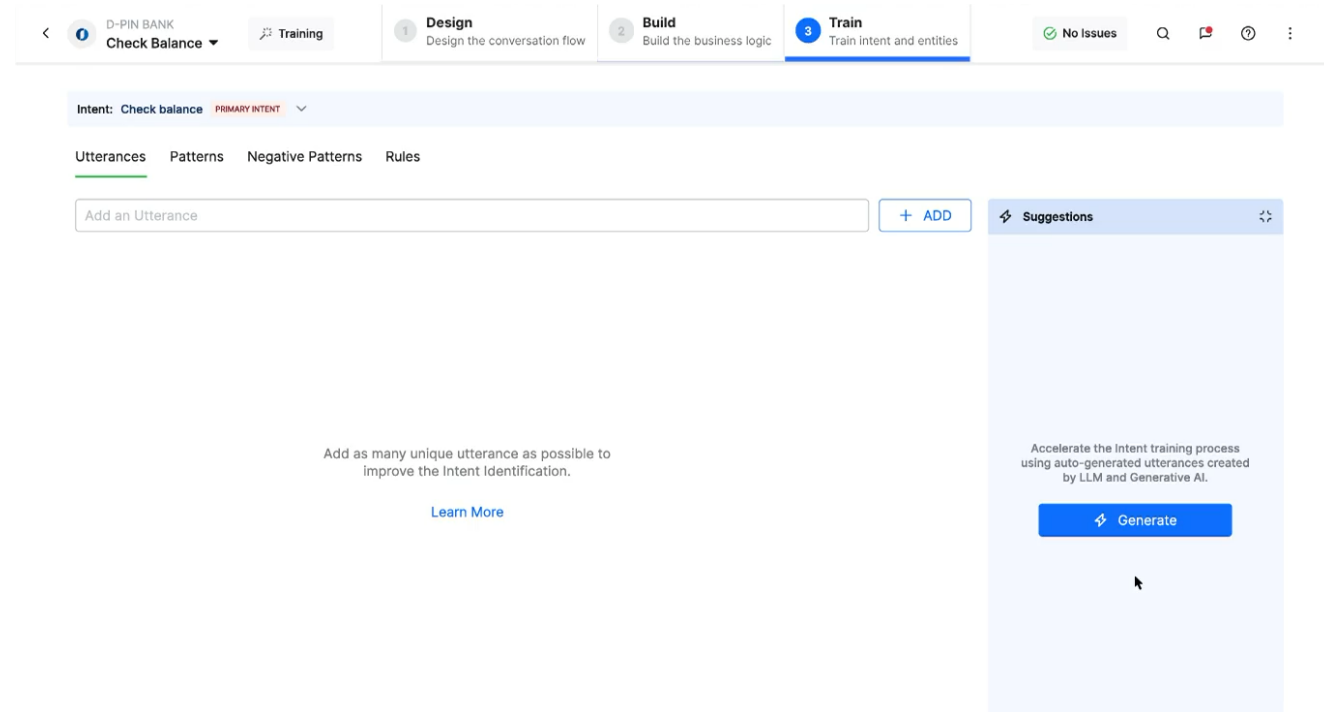 D-PIN BANK
Check Balance
Training
1
Design
Design the conversation flow
2
Build
Build the business logic
3
Train
Train intent and entities
No Issues
Intent: Check balance PRIMARY INTENT
Utterances Patterns Negative Patterns Rules
Add an Utterance
+ ADD
Suggestions
Add as many unique utterance as possible to
improve the Intent Identification.
Learn More
Accelerate the Intent training process
using auto-generated utterances created
by LLM and Generative AI.
Generate